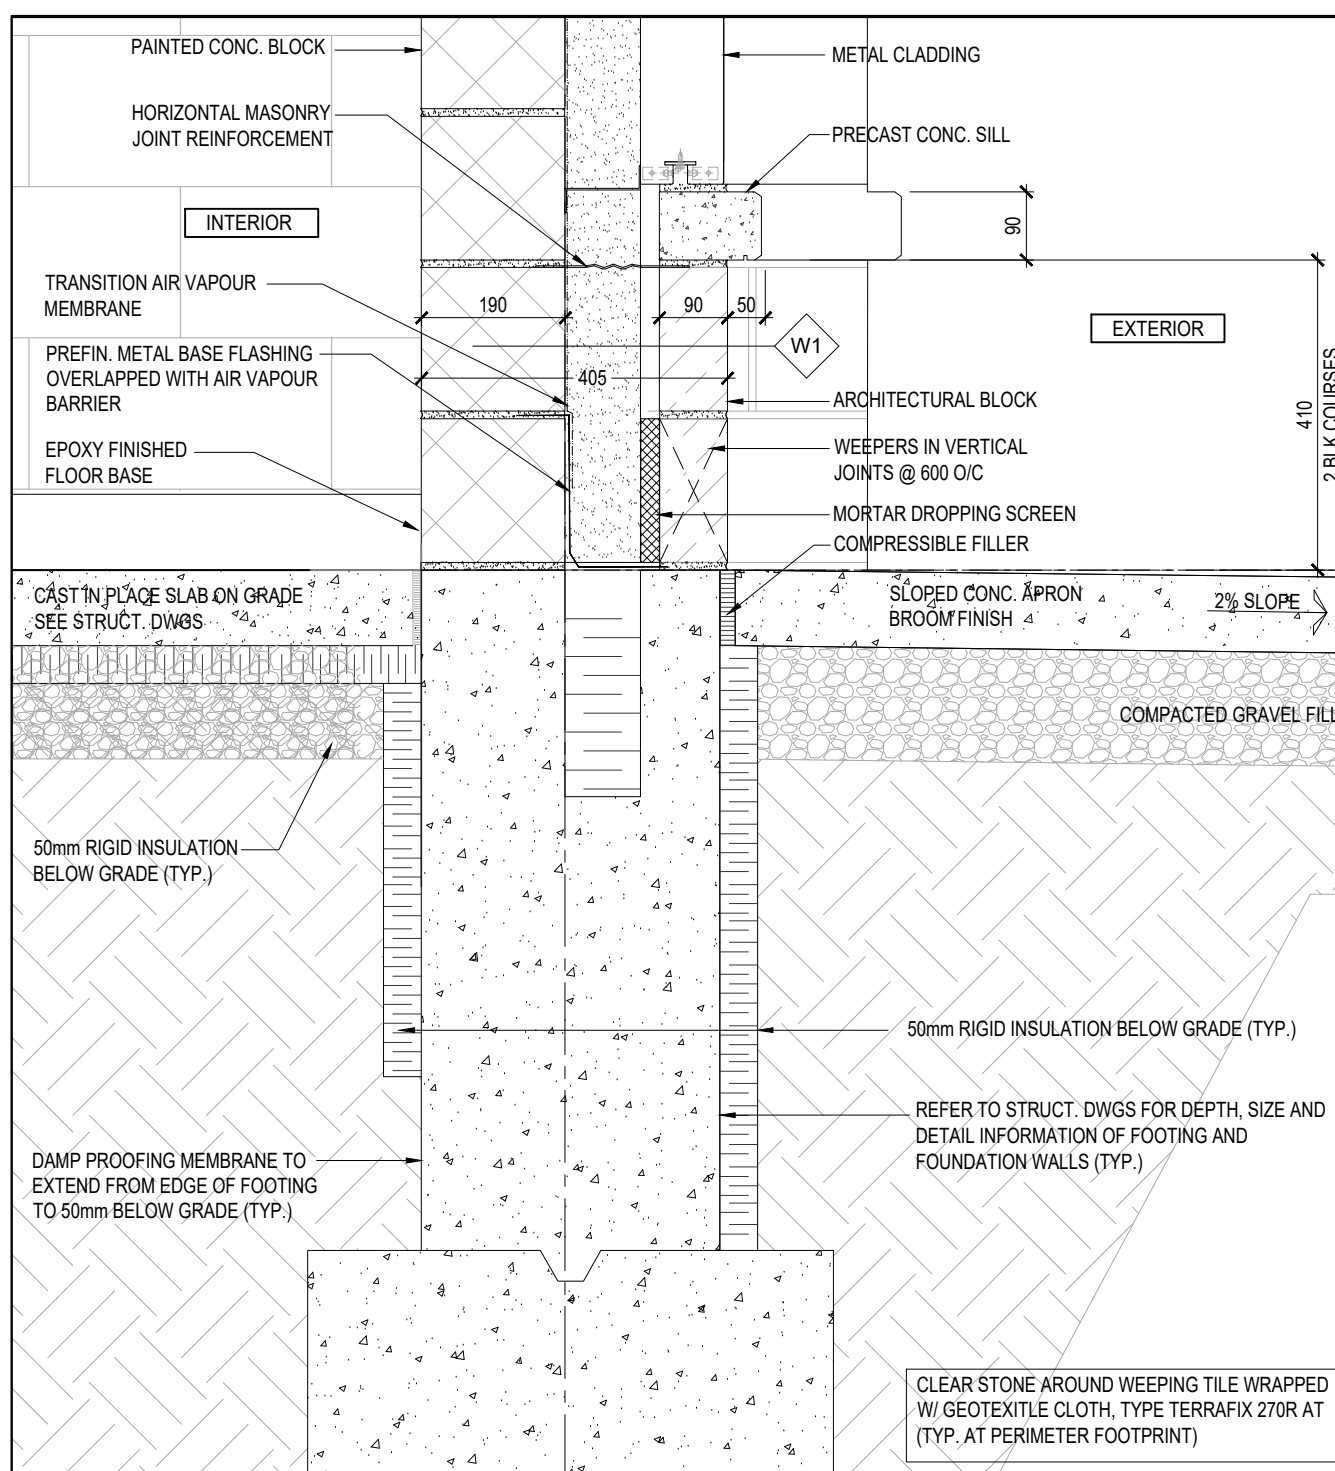 PAINTED CONC. BLOCK
HORIZONTAL MASONRY
JOINT REINFORCEMENT
INTERIOR
TRANSITION AIR VAPOUR
MEMBRANE
PREFIN. METAL BASE FLASHING
OVERLAPPED WITH AIR VAPOUR
BARRIER
EPOXY FINISHED
FLOOR BASE
METAL CLADDING
PRECAST CONC. SILL
90
190
90
50
405
W1
EXTERIOR
410
2 BLK COURSES
ARCHITECTURAL BLOCK
WEEPERS IN VERTICAL
JOINTS @ 600 O/C
MORTAR DROPPING SCREEN
COMPRESSIBLE FILLER
CAST IN PLACE SLAB ON GRADE
SEE STRUCT. DWGS
SLOPED CONC. APRON
BROOM FINISH
2% SLOPE
COMPACTED GRAVEL FILL
50mm RIGID INSULATION
BELOW GRADE (TYP.)
50mm RIGID INSULATION BELOW GRADE (TYP.)
REFER TO STRUCT. DWGS FOR DEPTH, SIZE AND
DETAIL INFORMATION OF FOOTING AND
FOUNDATION WALLS (TYP.)
DAMP PROOFING MEMBRANE TO
EXTEND FROM EDGE OF FOOTING
TO 50mm BELOW GRADE (TYP.)
CLEAR STONE AROUND WEEPING TILE WRAPPED
W/ GEOTEXITLE CLOTH, TYPE TERRAFIX 270R AT
(TYP. AT PERIMETER FOOTPRINT)